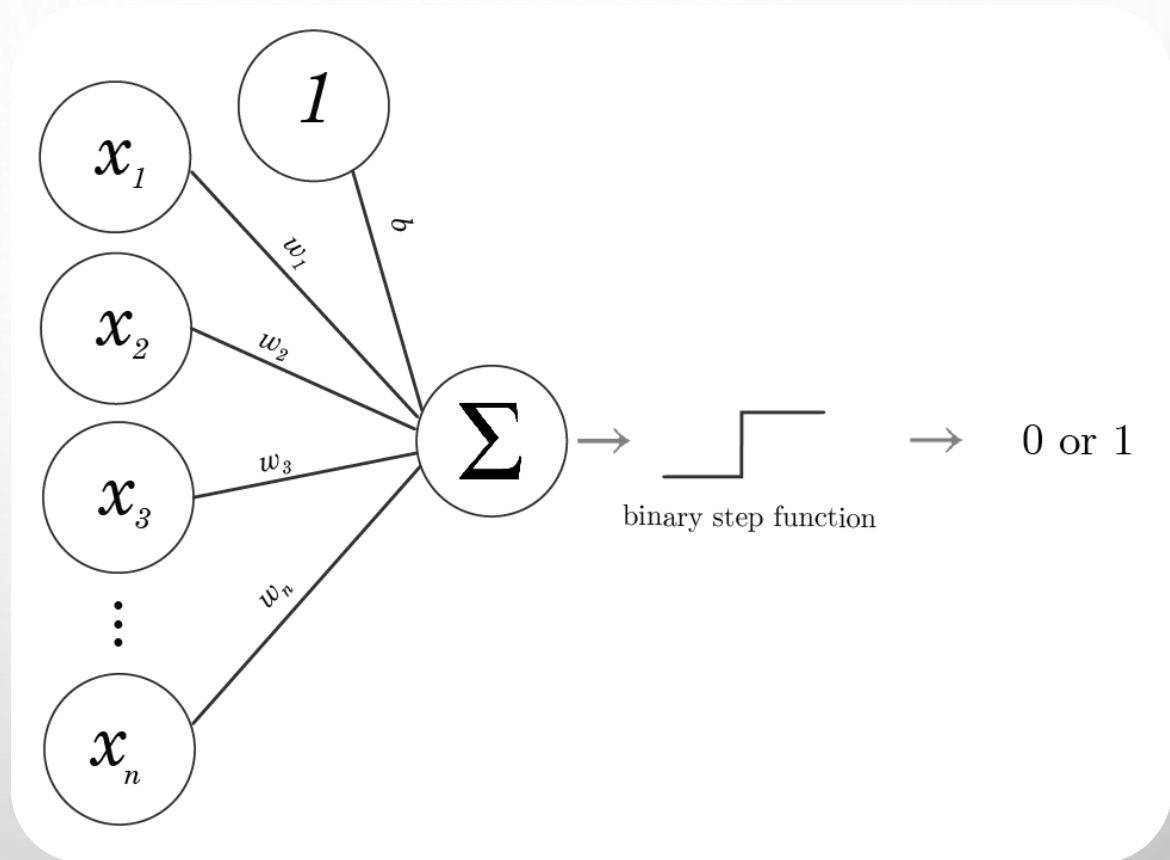 1
x₁
b
w₁
x₂
w₂
w₃
Σ
0 or 1
x₃
binary step function
wₙ
⋮
xₙ